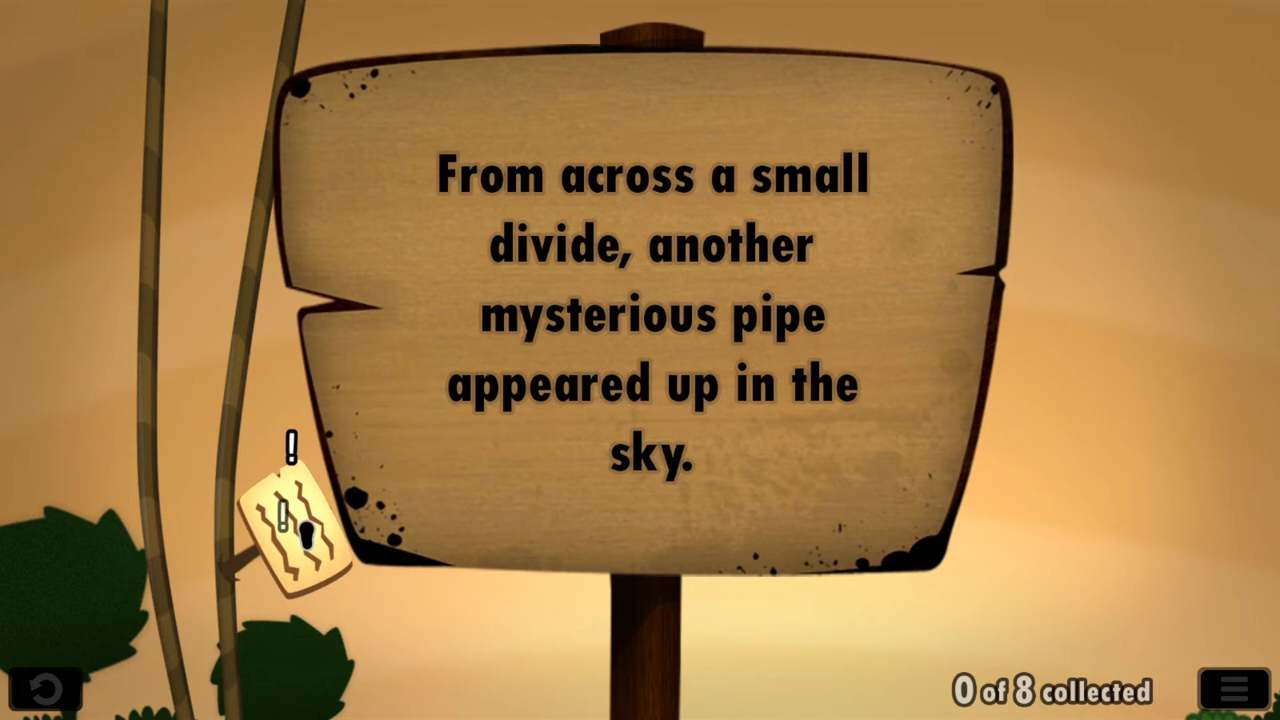 From across a small
divide, another
mysterious pipe
appeared up in the
sky.
!
!
0 of 8 collected